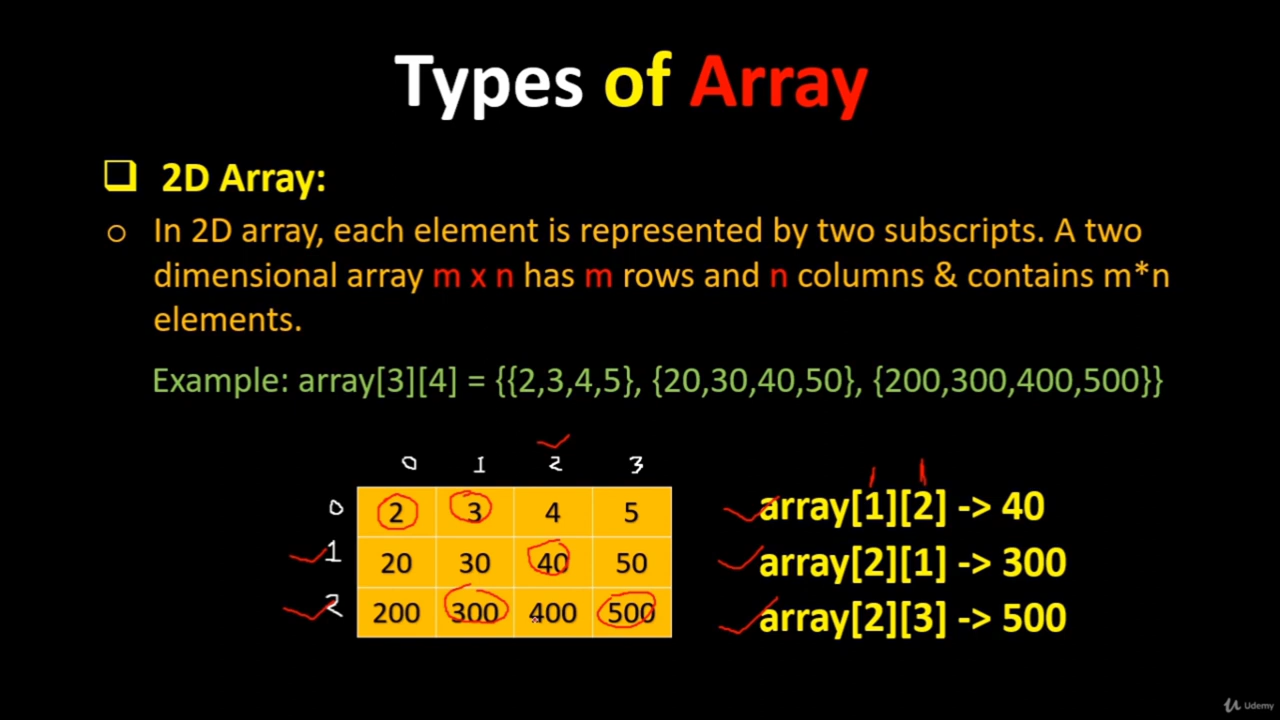 Types of Array
2D Array:
In 2D array, each element is represented by two subscripts. A two
dimensional array m x n has m rows and n columns & contains m*n
elements.
Example: array[3][4] = {{2,3,4,5}, {20,30,40,50}, {200,300,400,500}}
0 1 2 3
0 2 3 4 5
1 20 30 40 50
2 200 300 400 500
array[1][2] -> 40
array[2][1] -> 300
array[2][3] -> 500
Udemy